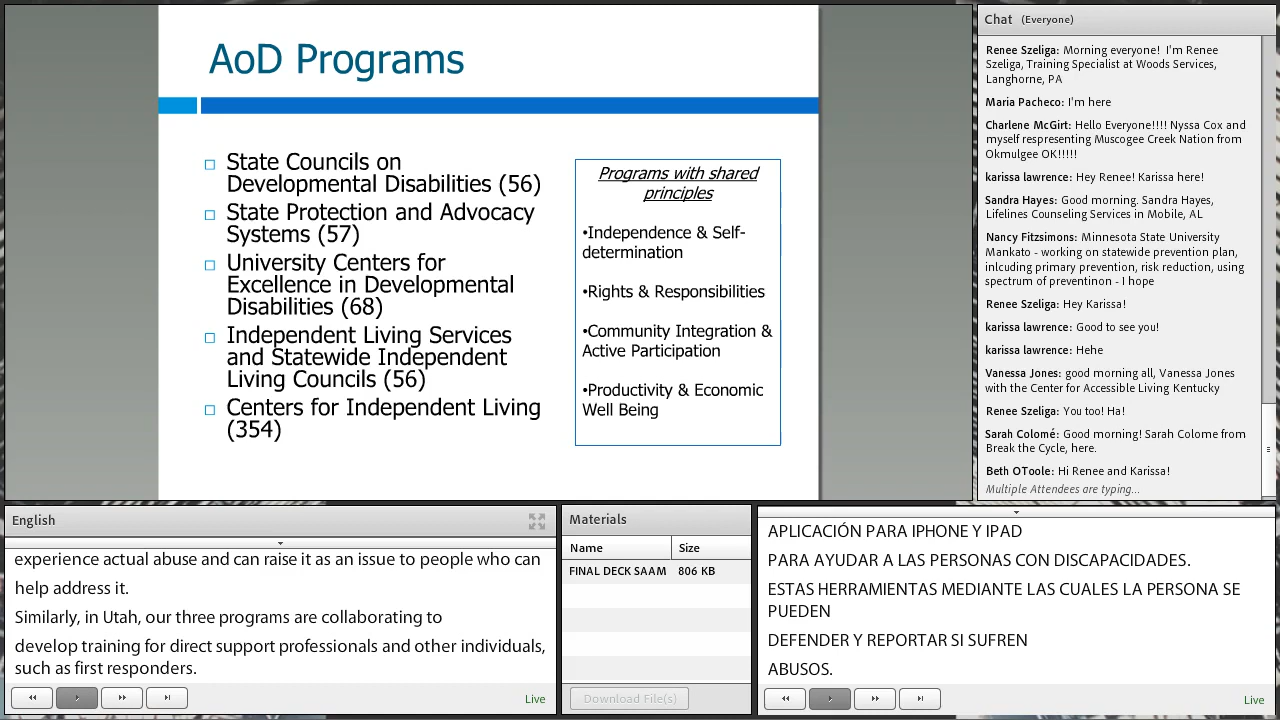 AoD Programs
State Councils on
Developmental Disabilities (56)
State Protection and Advocacy
Systems (57)
University Centers for
Excellence in Developmental
Disabilities (68)
Independent Living Services
and Statewide Independent
Living Councils (56)
Centers for Independent Living
(354)
Programs with shared
principles
•Independence & Self-
determination
•Rights & Responsibilities
•Community Integration &
Active Participation
•Productivity & Economic
Well Being
Chat (Everyone)
Renee Szeliga: Morning everyone! I'm Renee
Szeliga, Training Specialist at Woods Services,
Langhorne, PA
Maria Pacheco: I'm here
Charlene McGirt: Hello Everyone!!!! Nyssa Cox and
myself respresenting Muscogee Creek Nation from
Okmulgee OK!!!!!
karissa lawrence: Hey Renee! Karissa here!
Sandra Hayes: Good morning. Sandra Hayes,
Lifelines Counseling Services in Mobile, AL
Nancy Fitzsimons: Minnesota State University
Mankato - working on statewide prevention plan,
inlcuding primary prevention, risk reduction, using
spectrum of preventinon - I hope
Renee Szeliga: Hey Karissa!
karissa lawrence: Good to see you!
karissa lawrence: Hehe
Vanessa Jones: good morning all, Vanessa Jones
with the Center for Accessible Living Kentucky
Renee Szeliga: You too! Ha!
Sarah Colomé: Good morning! Sarah Colome from
Break the Cycle, here.
Beth OToole: Hi Renee and Karissa!
Multiple Attendees are typing...
English
experience actual abuse and can raise it as an issue to people who can
help address it.
Similarly, in Utah, our three programs are collaborating to
develop training for direct support professionals and other individuals,
such as first responders.
Live
Materials
Name Size
FINAL DECK SAAM 806 KB
Download File(s)
APLICACIÓN PARA IPHONE Y IPAD
PARA AYUDAR A LAS PERSONAS CON DISCAPACIDADES.
ESTAS HERRAMIENTAS MEDIANTE LAS CUALES LA PERSONA SE
PUEDEN
DEFENDER Y REPORTAR SI SUFREN
ABUSOS.
Live